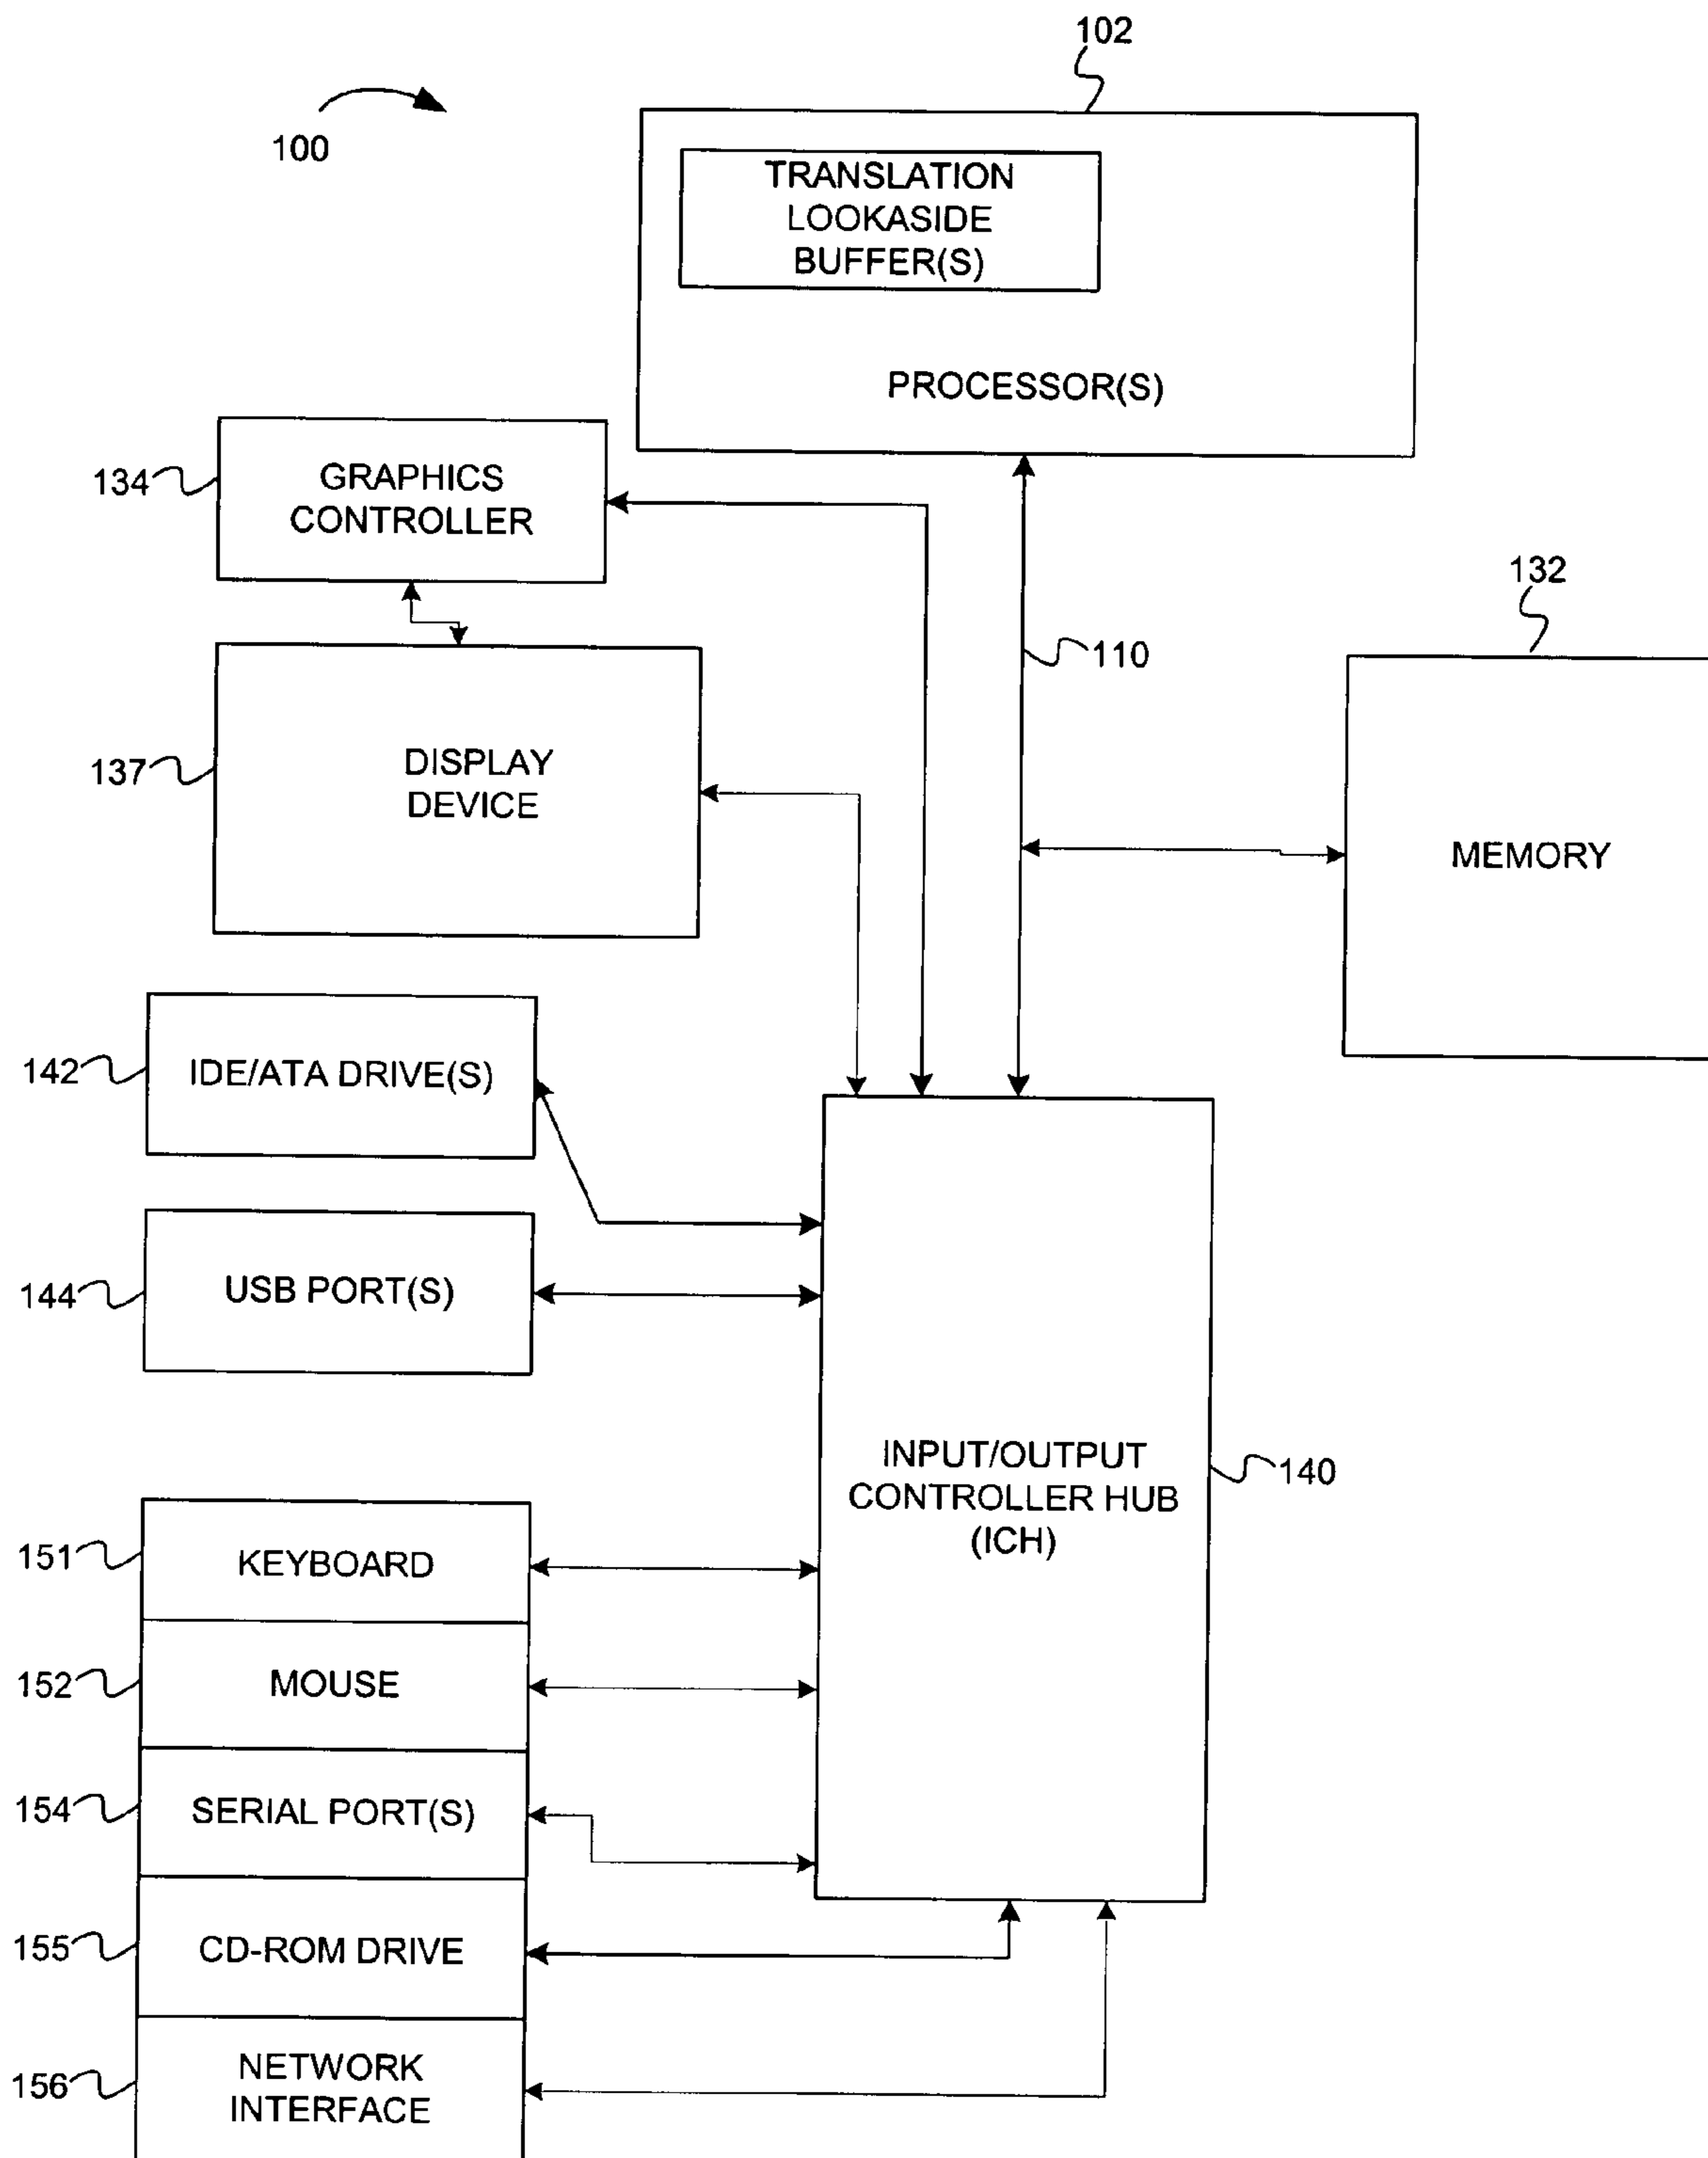 102
100
TRANSLATION
LOOKASIDE
BUFFER(S)
PROCESSOR(S)
134
GRAPHICS
CONTROLLER
132
110
137
DISPLAY
DEVICE
MEMORY
142
IDE/ATA DRIVE(S)
144
USB PORT(S)
INPUT/OUTPUT
CONTROLLER HUB
(ICH)
140
151
KEYBOARD
152
MOUSE
154
SERIAL PORT(S)
155
CD-ROM DRIVE
156
NETWORK
INTERFACE